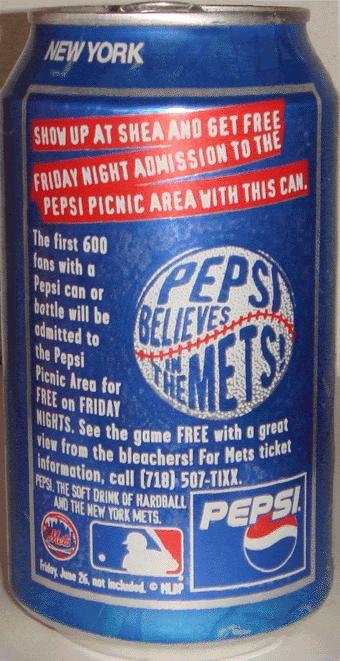 NEW YORK
SHOW UP AT SHEA AND GET FREE
FRIDAY NIGHT ADMISSION TO THE
PEPSI PICNIC AREA WITH THIS CAN.
The first 600
fans with a
Pepsi can or
bottle will be
admitted to
the Pepsi
Picnic Area for
FREE on FRIDAY
NIGHTS. See the game FREE with a great
view from the bleachers! For Mets ticket
information, call (718) 507-TIXX.
PEPSI
BELIEVES
IN
THE METS!
PEPSI. THE SOFT DRINK OF HARDBALL
AND THE NEW YORK METS.
Mets
PEPSI
Friday, June 26, not included. © MLBP